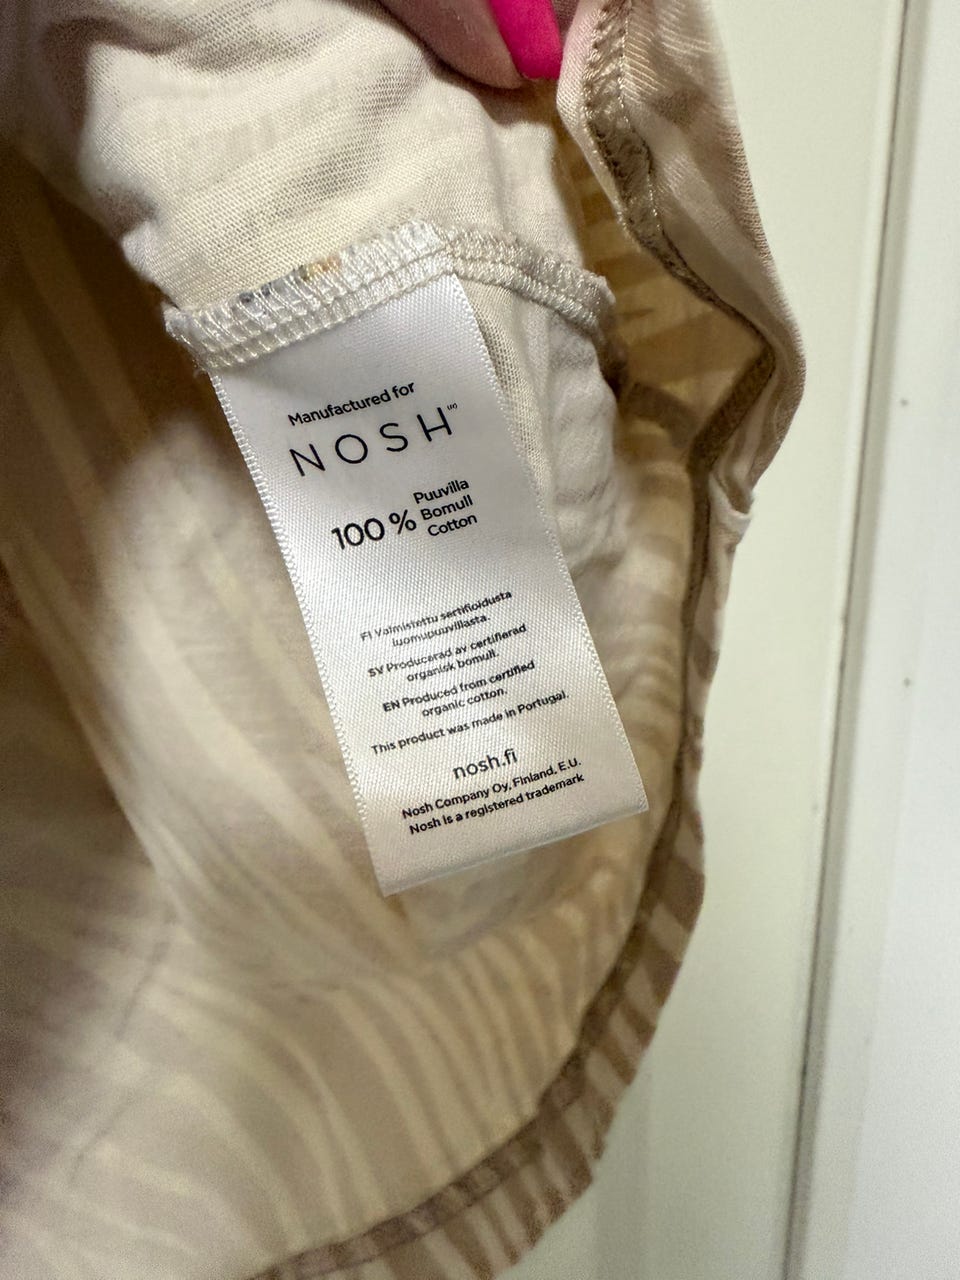 Manufactured for
NOSH
100 % Puuvilla
Bomull
Cotton
FI Valmistettu sertifioidusta
luomupuuvillasta.
SV Producerad av certifierad
organisk bomull.
EN Produced from certified
organic cotton.
This product was made in Portugal.
nosh.fi
Nosh Company Oy, Finland, E.U.
Nosh is a registered trademark